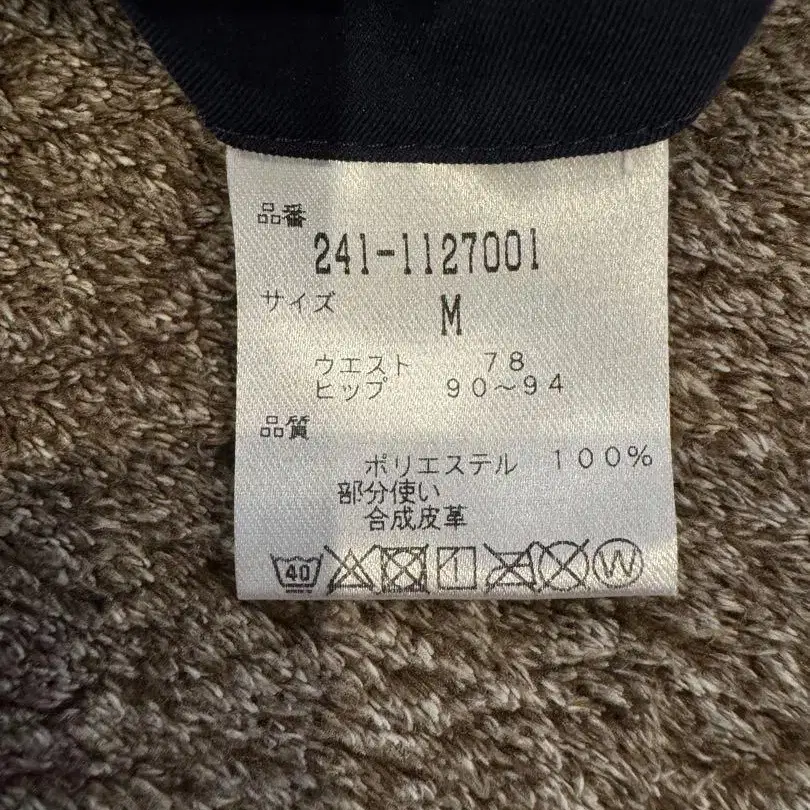 品番
241-1127001
サイズ
M
ウエスト 78
ヒップ 90~94
品質
ポリエステル 100%
部分使い
合成皮革
40 W